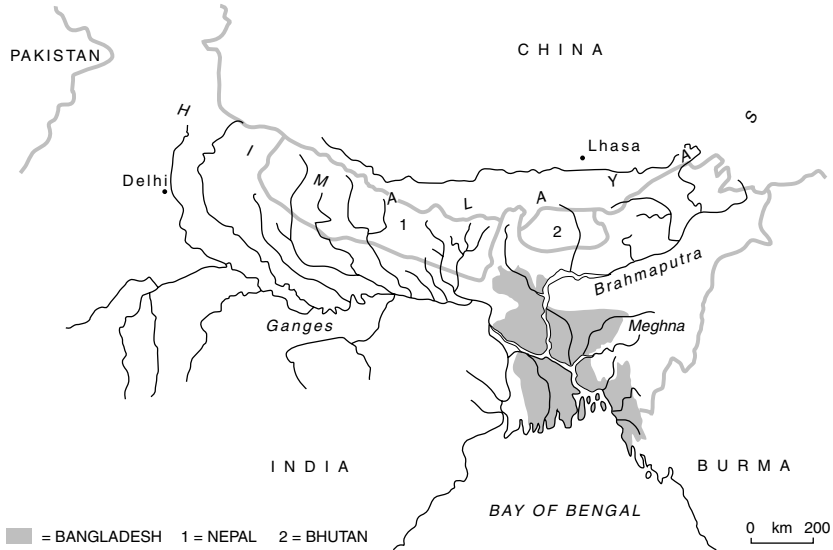 CHINA
PAKISTAN
HIMALAYAS
Lhasa
Delhi
1
2
Brahmaputra
Ganges
Meghna
INDIA
BURMA
BAY OF BENGAL
= BANGLADESH 1 = NEPAL 2 = BHUTAN
0 km 200